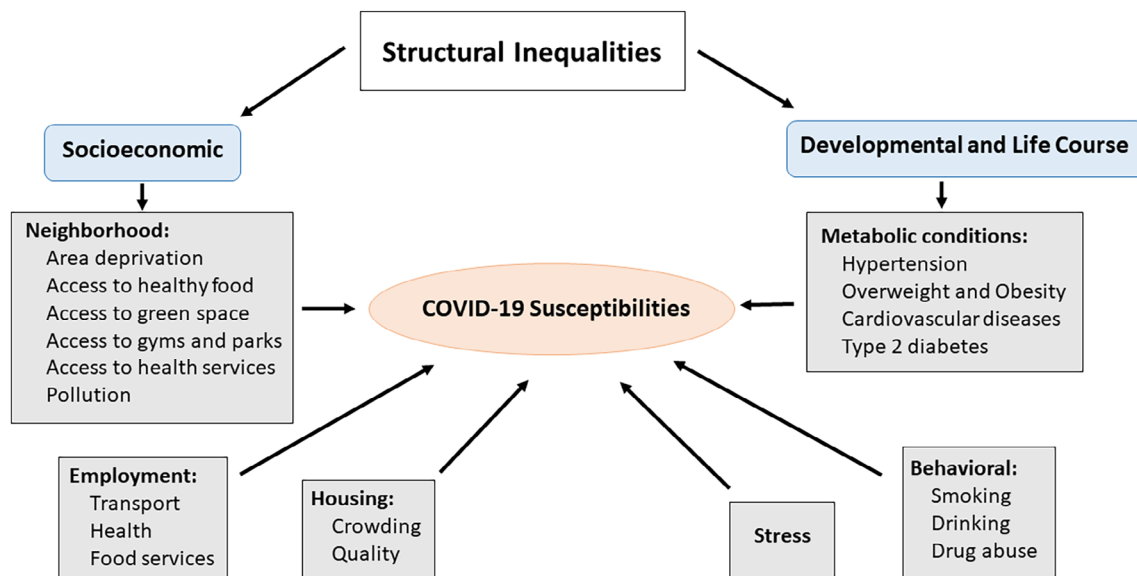 Structural Inequalities
Socioeconomic
Developmental and Life Course
Neighborhood:
Area deprivation
Access to healthy food
Access to green space
Access to gyms and parks
Access to health services
Pollution
COVID-19 Susceptibilities
Metabolic conditions:
Hypertension
Overweight and Obesity
Cardiovascular diseases
Type 2 diabetes
Employment:
Transport
Health
Food services
Housing:
Crowding
Quality
Stress
Behavioral:
Smoking
Drinking
Drug abuse